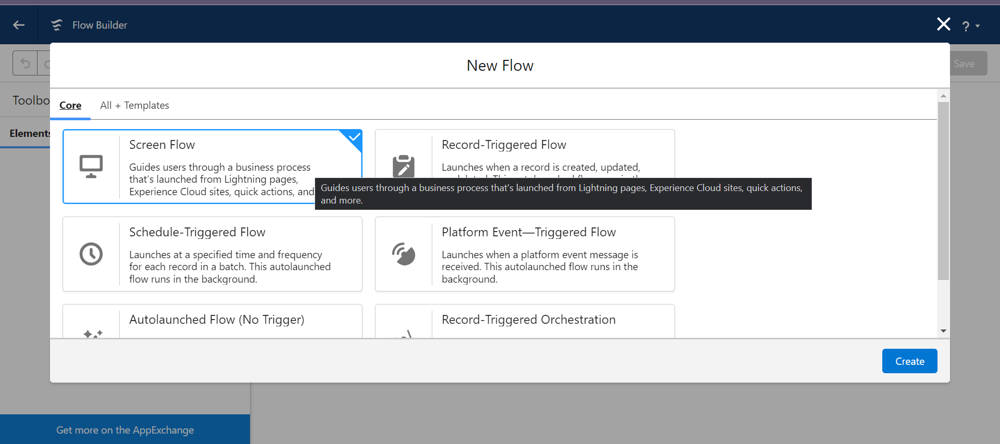 Flow Builder
?
Save
New Flow
Toolbo
Core
All + Templates
Elements
Screen Flow
Guides users through a business process
that's launched from Lightning pages,
Experience Cloud sites, quick actions, and
Record-Triggered Flow
Launches when a record is created, updated,
Guides users through a business process that's launched from Lightning pages, Experience Cloud sites, quick actions,
and more.
Schedule-Triggered Flow
Launches at a specified time and frequency
for each record in a batch. This autolaunched
flow runs in the background.
Platform Event—Triggered Flow
Launches when a platform event message is
received. This autolaunched flow runs in the
background.
Autolaunched Flow (No Trigger)
Record-Triggered Orchestration
Create
Get more on the AppExchange